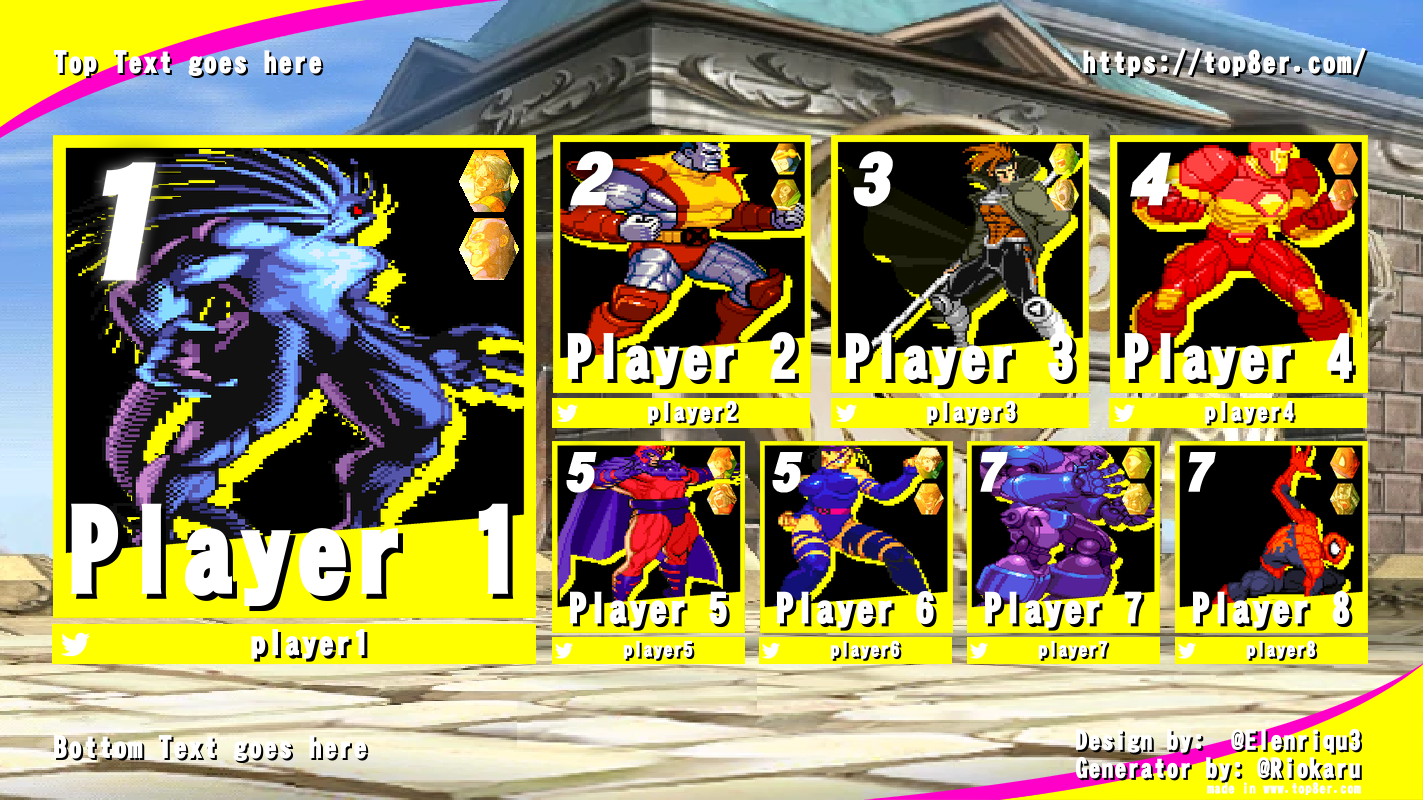 Top Text goes here
https://top8er.com/
1
Player 1
player1
2
Player 2
player2
3
Player 3
player3
4
Player 4
player4
5
Player 5
player5
5
Player 6
player6
7
Player 7
player7
7
Player 8
player8
Bottom Text goes here
Design by: @Elenriqu3
Generator by: @Riokaru
made in www.top8er.com